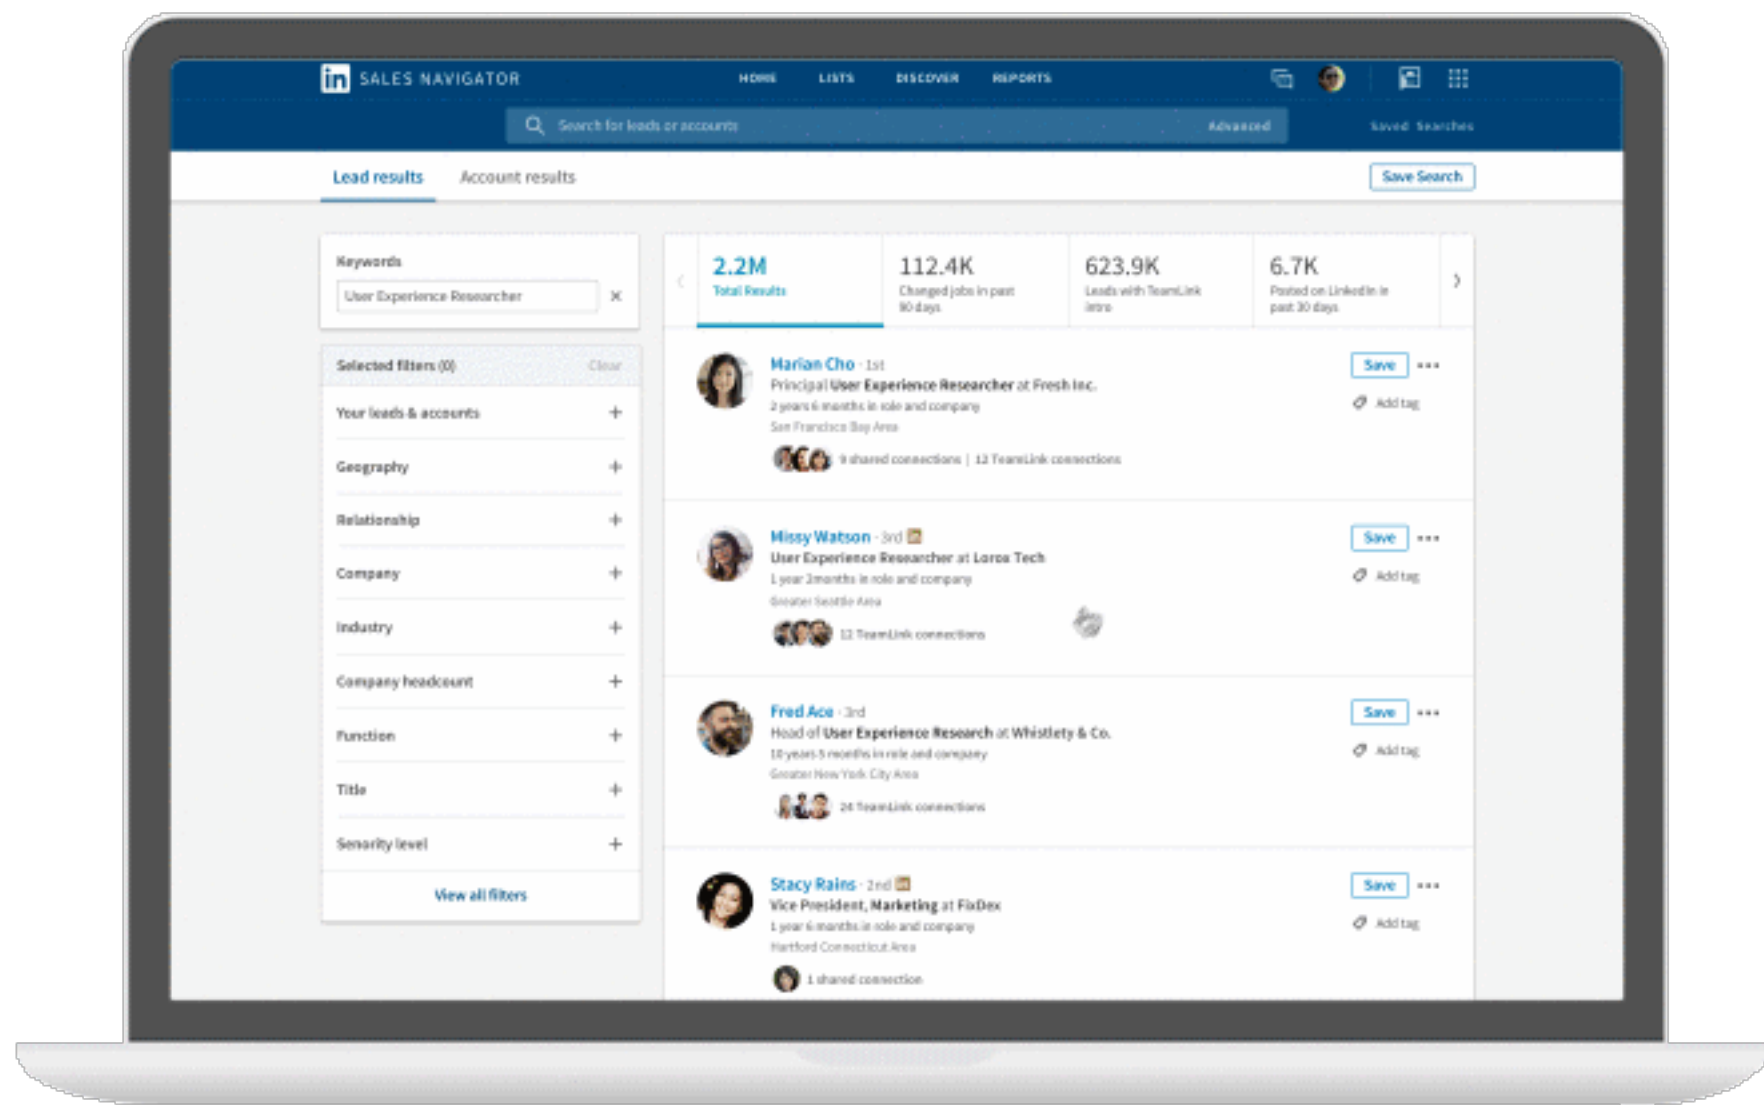 in SALES NAVIGATOR
HOME LISTS DISCOVER REPORTS
Search for leads or accounts Advanced Saved Searches
Lead results Account results Save Search
Keywords
User Experience Researcher ×
Selected filters (0) Clear
Your leads & accounts +
Geography +
Relationship +
Company +
Industry +
Company headcount +
Function +
Title +
Senority level +
View all filters
2.2M
Total Results
112.4K
Changed jobs in past
90 days
623.9K
Leads with TeamLink
intro
6.7K
Posted on LinkedIn in
past 30 days
Marian Cho · 1st
Principal User Experience Researcher at Fresh Inc.
2 years 6 months in role and company
San Francisco Bay Area
9 shared connections | 12 TeamLink connections
Save
Add tag
Missy Watson · 3rd in
User Experience Researcher at Lorox Tech
1 year 2months in role and company
Greater Seattle Area
12 TeamLink connections
Save
Add tag
Fred Ace · 3rd
Head of User Experience Research at Whistlety & Co.
10 years 5 months in role and company
Greater New York City Area
24 TeamLink connections
Save
Add tag
Stacy Rains · 2nd in
Vice President, Marketing at FixDex
1 year 6 months in role and company
Hartford Connecticut Area
1 shared connection
Save
Add tag